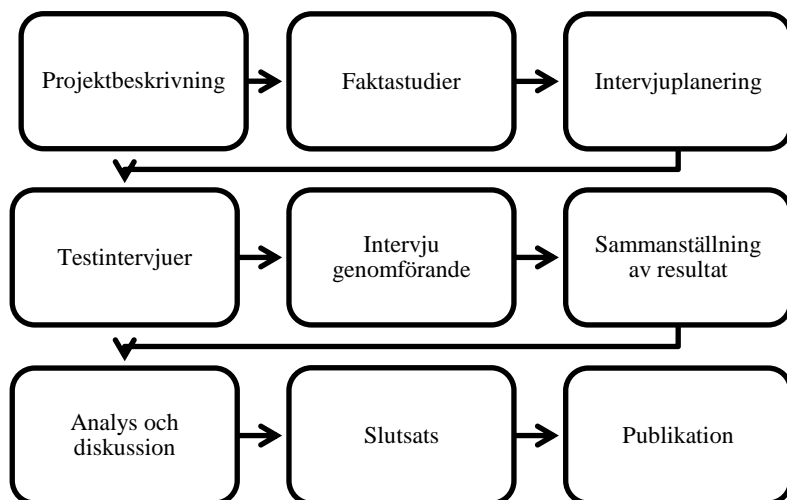 Projektbeskrivning
Faktastudier
Intervjuplanering
Testintervjuer
Intervju
genomförande
Sammanställning
av resultat
Analys och
diskussion
Slutsats
Publikation